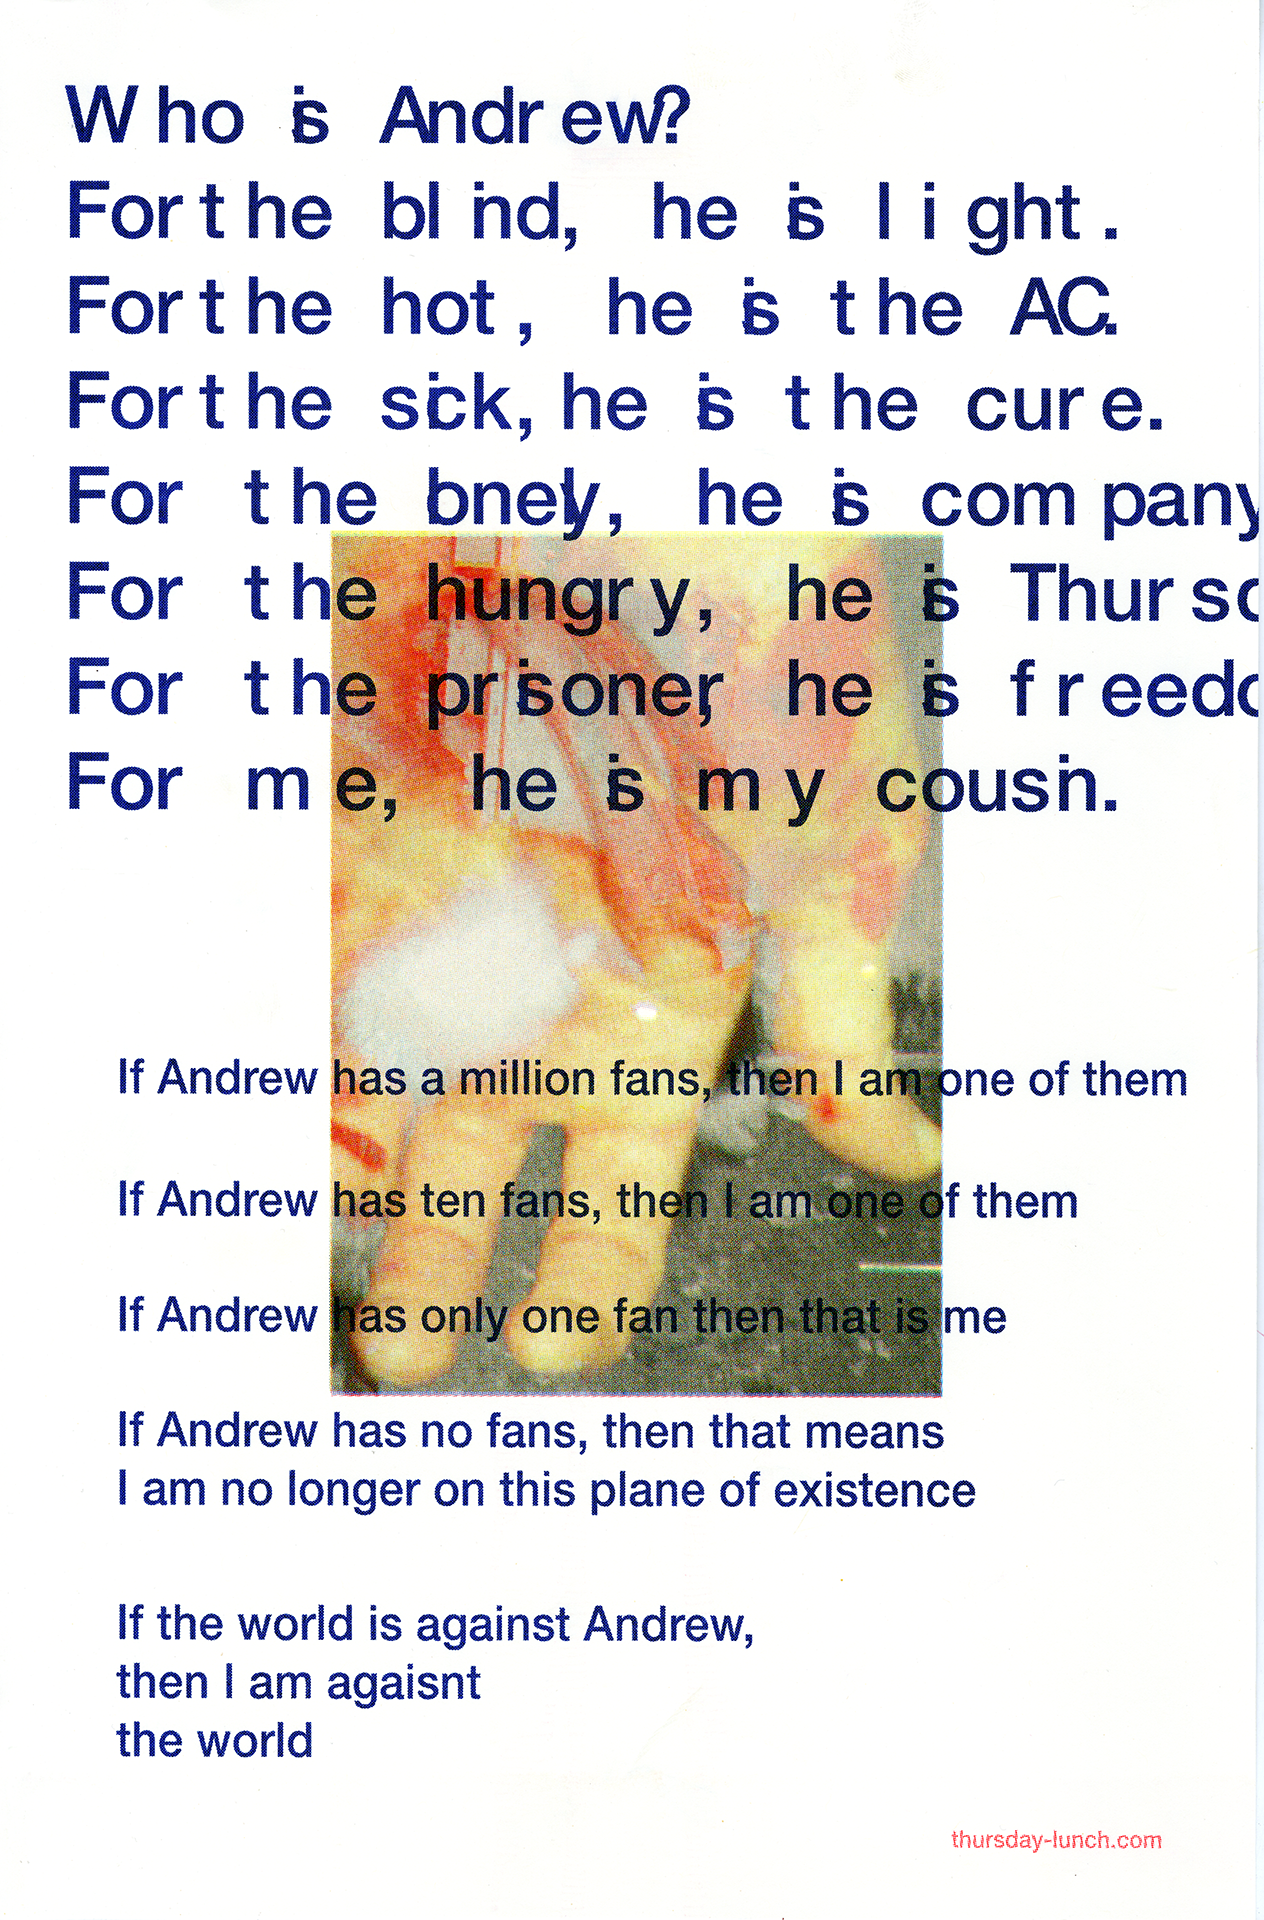 Who is Andrew?
For the blind, he is light.
For the hot, he is the AC.
For the sick, he is the cure.
For the lonely, he is company
For the hungry, he is Thursd
For the prisoner, he is freedo
For me, he is my cousin.
If Andrew has a million fans, then I am one of them
If Andrew has ten fans, then I am one of them
If Andrew has only one fan then that is me
If Andrew has no fans, then that means
I am no longer on this plane of existence
If the world is against Andrew,
then I am agaisnt
the world
thursday-lunch.com